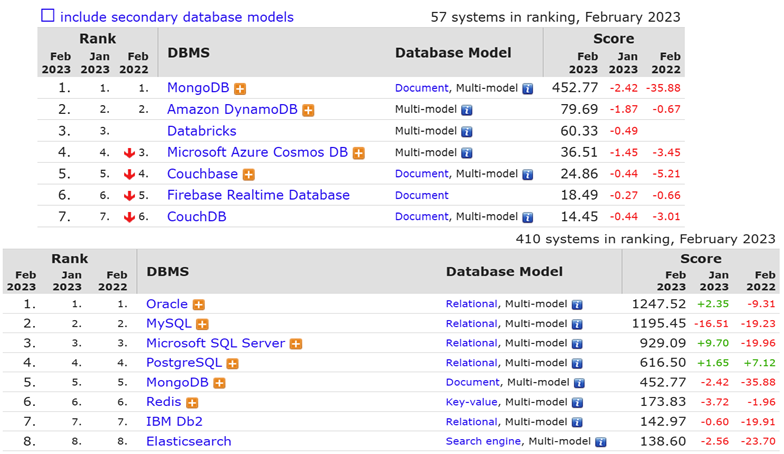 include secondary database models 57 systems in ranking, February 2023
Rank DBMS Database Model Score
Feb 2023 Jan 2023 Feb 2022 Feb 2023 Jan 2023 Feb 2022
1. 1. 1. MongoDB Document, Multi-model 452.77 -2.42 -35.88
2. 2. 2. Amazon DynamoDB Multi-model 79.69 -1.87 -0.67
3. 3. Databricks Multi-model 60.33 -0.49
4. 4. 3. Microsoft Azure Cosmos DB Multi-model 36.51 -1.45 -3.45
5. 5. 4. Couchbase Document, Multi-model 24.86 -0.44 -5.21
6. 6. 5. Firebase Realtime Database Document 18.49 -0.27 -0.66
7. 7. 6. CouchDB Document, Multi-model 14.45 -0.44 -3.01
410 systems in ranking, February 2023
Rank DBMS Database Model Score
Feb 2023 Jan 2023 Feb 2022 Feb 2023 Jan 2023 Feb 2022
1. 1. 1. Oracle Relational, Multi-model 1247.52 +2.35 -9.31
2. 2. 2. MySQL Relational, Multi-model 1195.45 -16.51 -19.23
3. 3. 3. Microsoft SQL Server Relational, Multi-model 929.09 +9.70 -19.96
4. 4. 4. PostgreSQL Relational, Multi-model 616.50 +1.65 +7.12
5. 5. 5. MongoDB Document, Multi-model 452.77 -2.42 -35.88
6. 6. 6. Redis Key-value, Multi-model 173.83 -3.72 -1.96
7. 7. 7. IBM Db2 Relational, Multi-model 142.97 -0.60 -19.91
8. 8. 8. Elasticsearch Search engine, Multi-model 138.60 -2.56 -23.70